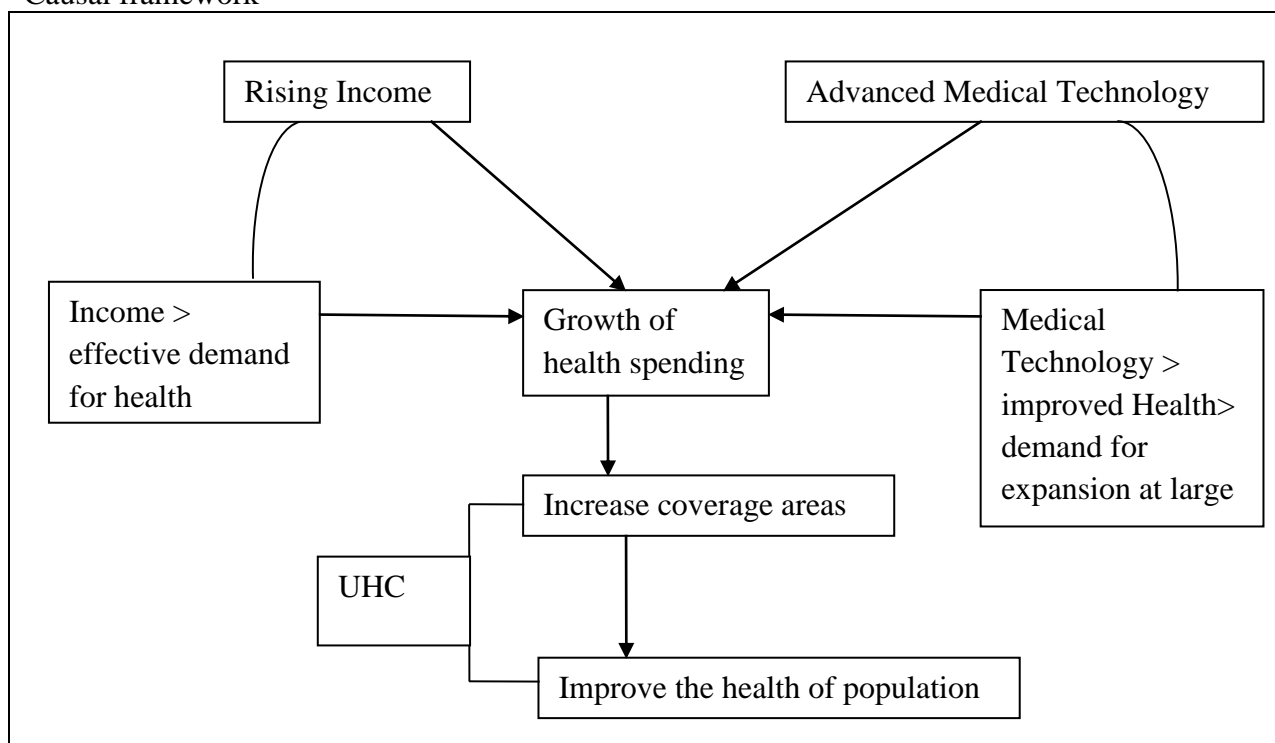 Causal framework
Rising Income
Advanced Medical Technology
Income >
effective demand
for health
Growth of
health spending
Medical
Technology >
improved Health>
demand for
expansion at large
Increase coverage areas
UHC
Improve the health of population